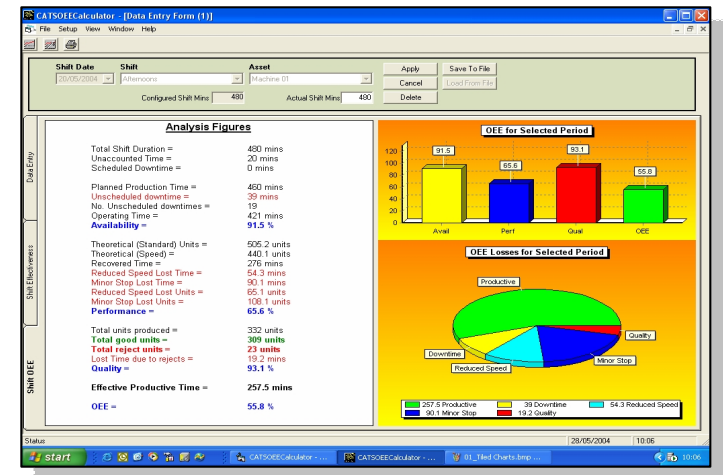 CATSOEECalculator - [Data Entry Form (1)]
File Setup View Window Help
Shift Date Shift Asset
20/05/2004 Afternoons Machine 01
Configured Shift Mins 480 Actual Shift Mins 480
Apply Save To File
Cancel Load From File
Delete
Data Entry
Shift Effectiveness
Shift OEE
Analysis Figures
Total Shift Duration = 480 mins
Unaccounted Time = 20 mins
Scheduled Downtime = 0 mins
Planned Production Time = 460 mins
Unscheduled downtime = 39 mins
No. Unscheduled downtimes = 19
Operating Time = 421 mins
Availability = 91.5 %
Theoretical (Standard) Units = 505.2 units
Theoretical (Speed) = 440.1 units
Recovered Time = 276 mins
Reduced Speed Lost Time = 54.3 mins
Minor Stop Lost Time = 90.1 mins
Reduced Speed Lost Units = 65.1 units
Minor Stop Lost Units = 108.1 units
Performance = 65.6 %
Total units produced = 332 units
Total good units = 309 units
Total reject units = 23 units
Lost Time due to rejects = 19.2 mins
Quality = 93.1 %
Effective Productive Time = 257.5 mins
OEE = 55.8 %
OEE for Selected Period
120
100
80
60
40
20
0
91.5 65.6 93.1 55.8
Avail Perf Qual OEE
OEE Losses for Selected Period
Productive
Quality
Minor Stop
Reduced Speed
Downtime
257.5 Productive 39 Downtime 54.3 Reduced Speed
90.1 Minor Stop 19.2 Quality
Status 28/05/2004 10:06
start CATSOEECalculator - ... CATSOEECalculator - ... 01_Tiled Charts.bmp ... 10:06